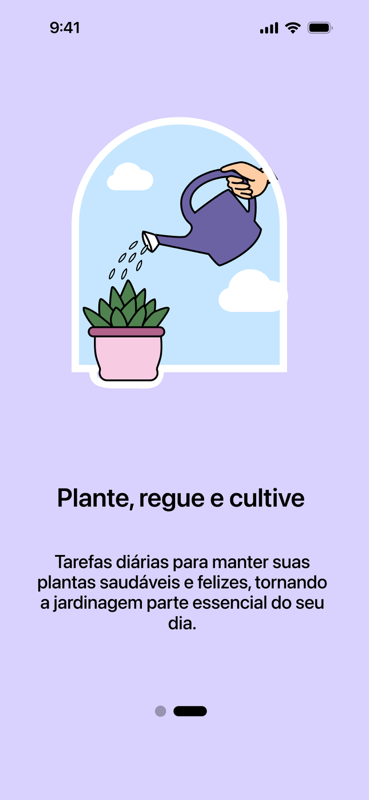 9:41
Plante, regue e cultive
Tarefas diárias para manter suas
plantas saudáveis e felizes, tornando
a jardinagem parte essencial do seu
dia.